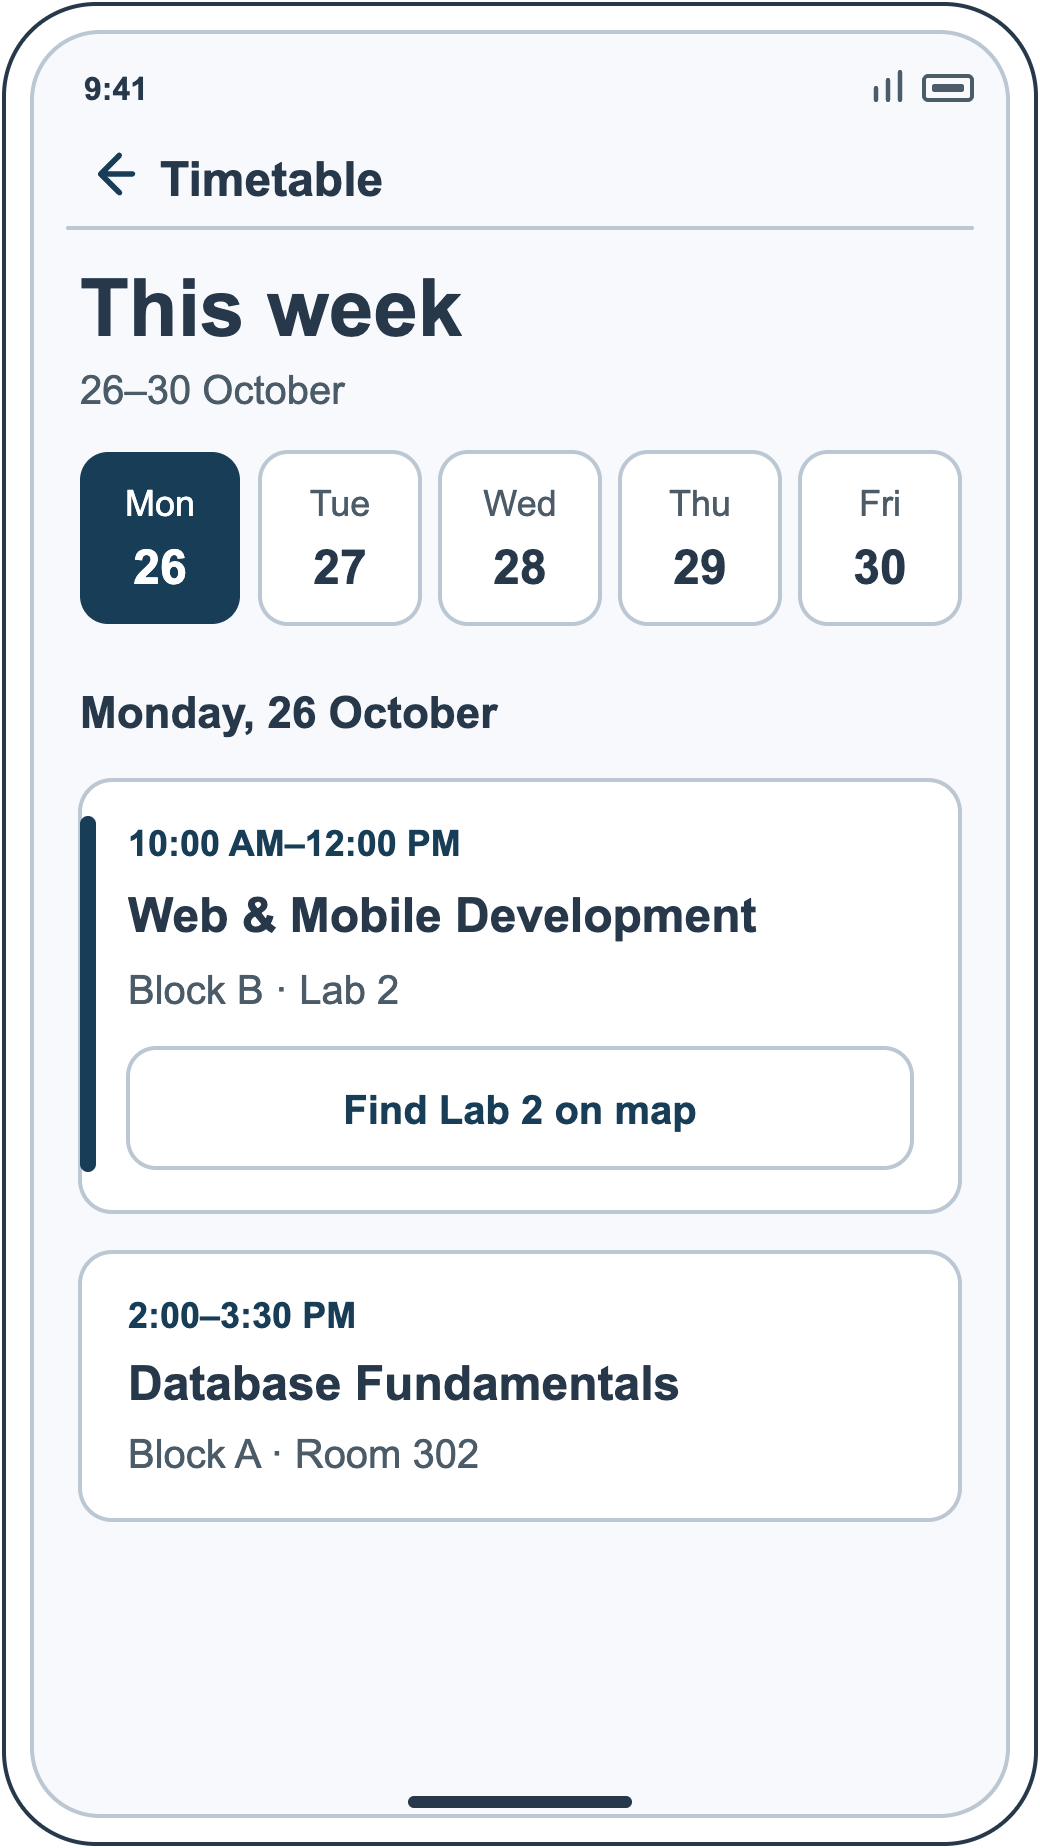 9:41
Timetable
This week
26–30 October
Mon Tue Wed Thu Fri
26 27 28 29 30
Monday, 26 October
10:00 AM–12:00 PM
Web & Mobile Development
Block B · Lab 2
Find Lab 2 on map
2:00–3:30 PM
Database Fundamentals
Block A · Room 302